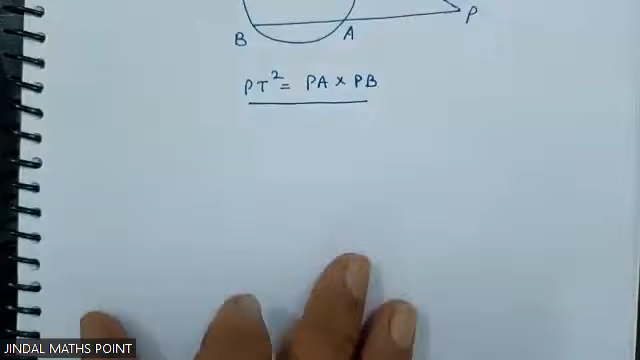 B A P
PT² = PA × PB
JINDAL MATHS POINT